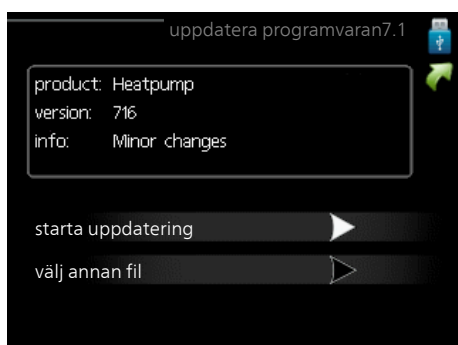 uppdatera programvaran7.1
product: Heatpump
version: 716
info: Minor changes
starta uppdatering
välj annan fil